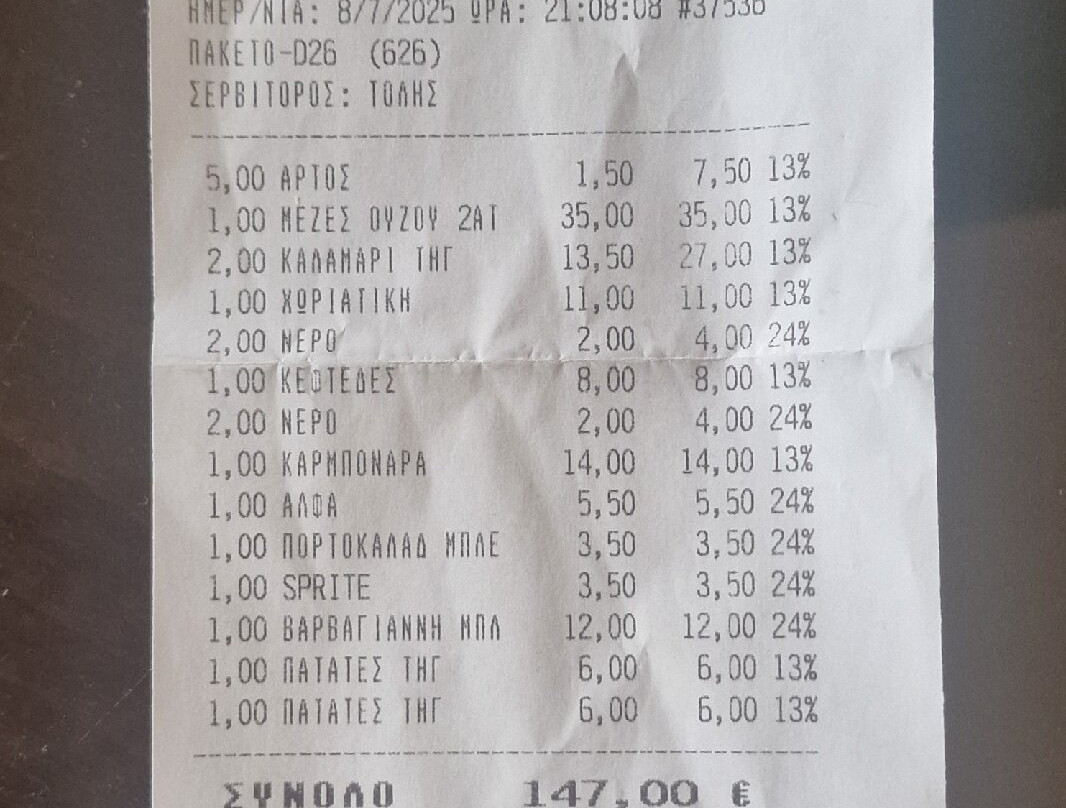 ΗΜΕΡ/ΝΙΑ: 8/7/2025 ΩΡΑ: 21:08:08 #37536
ΠΑΚΕΤΟ-D26 (626)
ΣΕΡΒΙΤΟΡΟΣ: ΤΟΛΗΣ
5,00 ΑΡΤΟΣ 1,50 7,50 13%
1,00 ΜΕΖΕΣ ΟΥΖΟΥ 2ΑΤ 35,00 35,00 13%
2,00 ΚΑΛΑΜΑΡΙ ΤΗΓ 13,50 27,00 13%
1,00 ΧΩΡΙΑΤΙΚΗ 11,00 11,00 13%
2,00 ΝΕΡΟ 2,00 4,00 24%
1,00 ΚΕΦΤΕΔΕΣ 8,00 8,00 13%
2,00 ΝΕΡΟ 2,00 4,00 24%
1,00 ΚΑΡΜΠΟΝΑΡΑ 14,00 14,00 13%
1,00 ΑΛΦΑ 5,50 5,50 24%
1,00 ΠΟΡΤΟΚΑΛΑΔ ΜΠΛΕ 3,50 3,50 24%
1,00 SPRITE 3,50 3,50 24%
1,00 ΒΑΡΒΑΓΙΑΝΝΗ ΜΠΛ 12,00 12,00 24%
1,00 ΠΑΤΑΤΕΣ ΤΗΓ 6,00 6,00 13%
1,00 ΠΑΤΑΤΕΣ ΤΗΓ 6,00 6,00 13%
ΣΥΝΟΛΟ 147,00 €